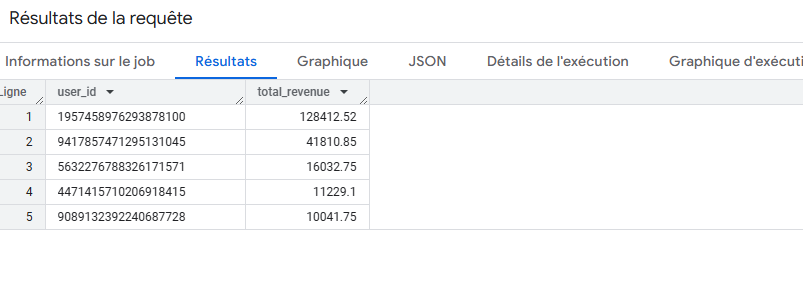 Résultats de la requête
Informations sur le job Résultats Graphique JSON Détails de l'exécution Graphique d'exécuti
Ligne user_id total_revenue
1 1957458976293878100 128412.52
2 9417857471295131045 41810.85
3 5632276788326171571 16032.75
4 4471415710206918415 11229.1
5 9089132392240687728 10041.75